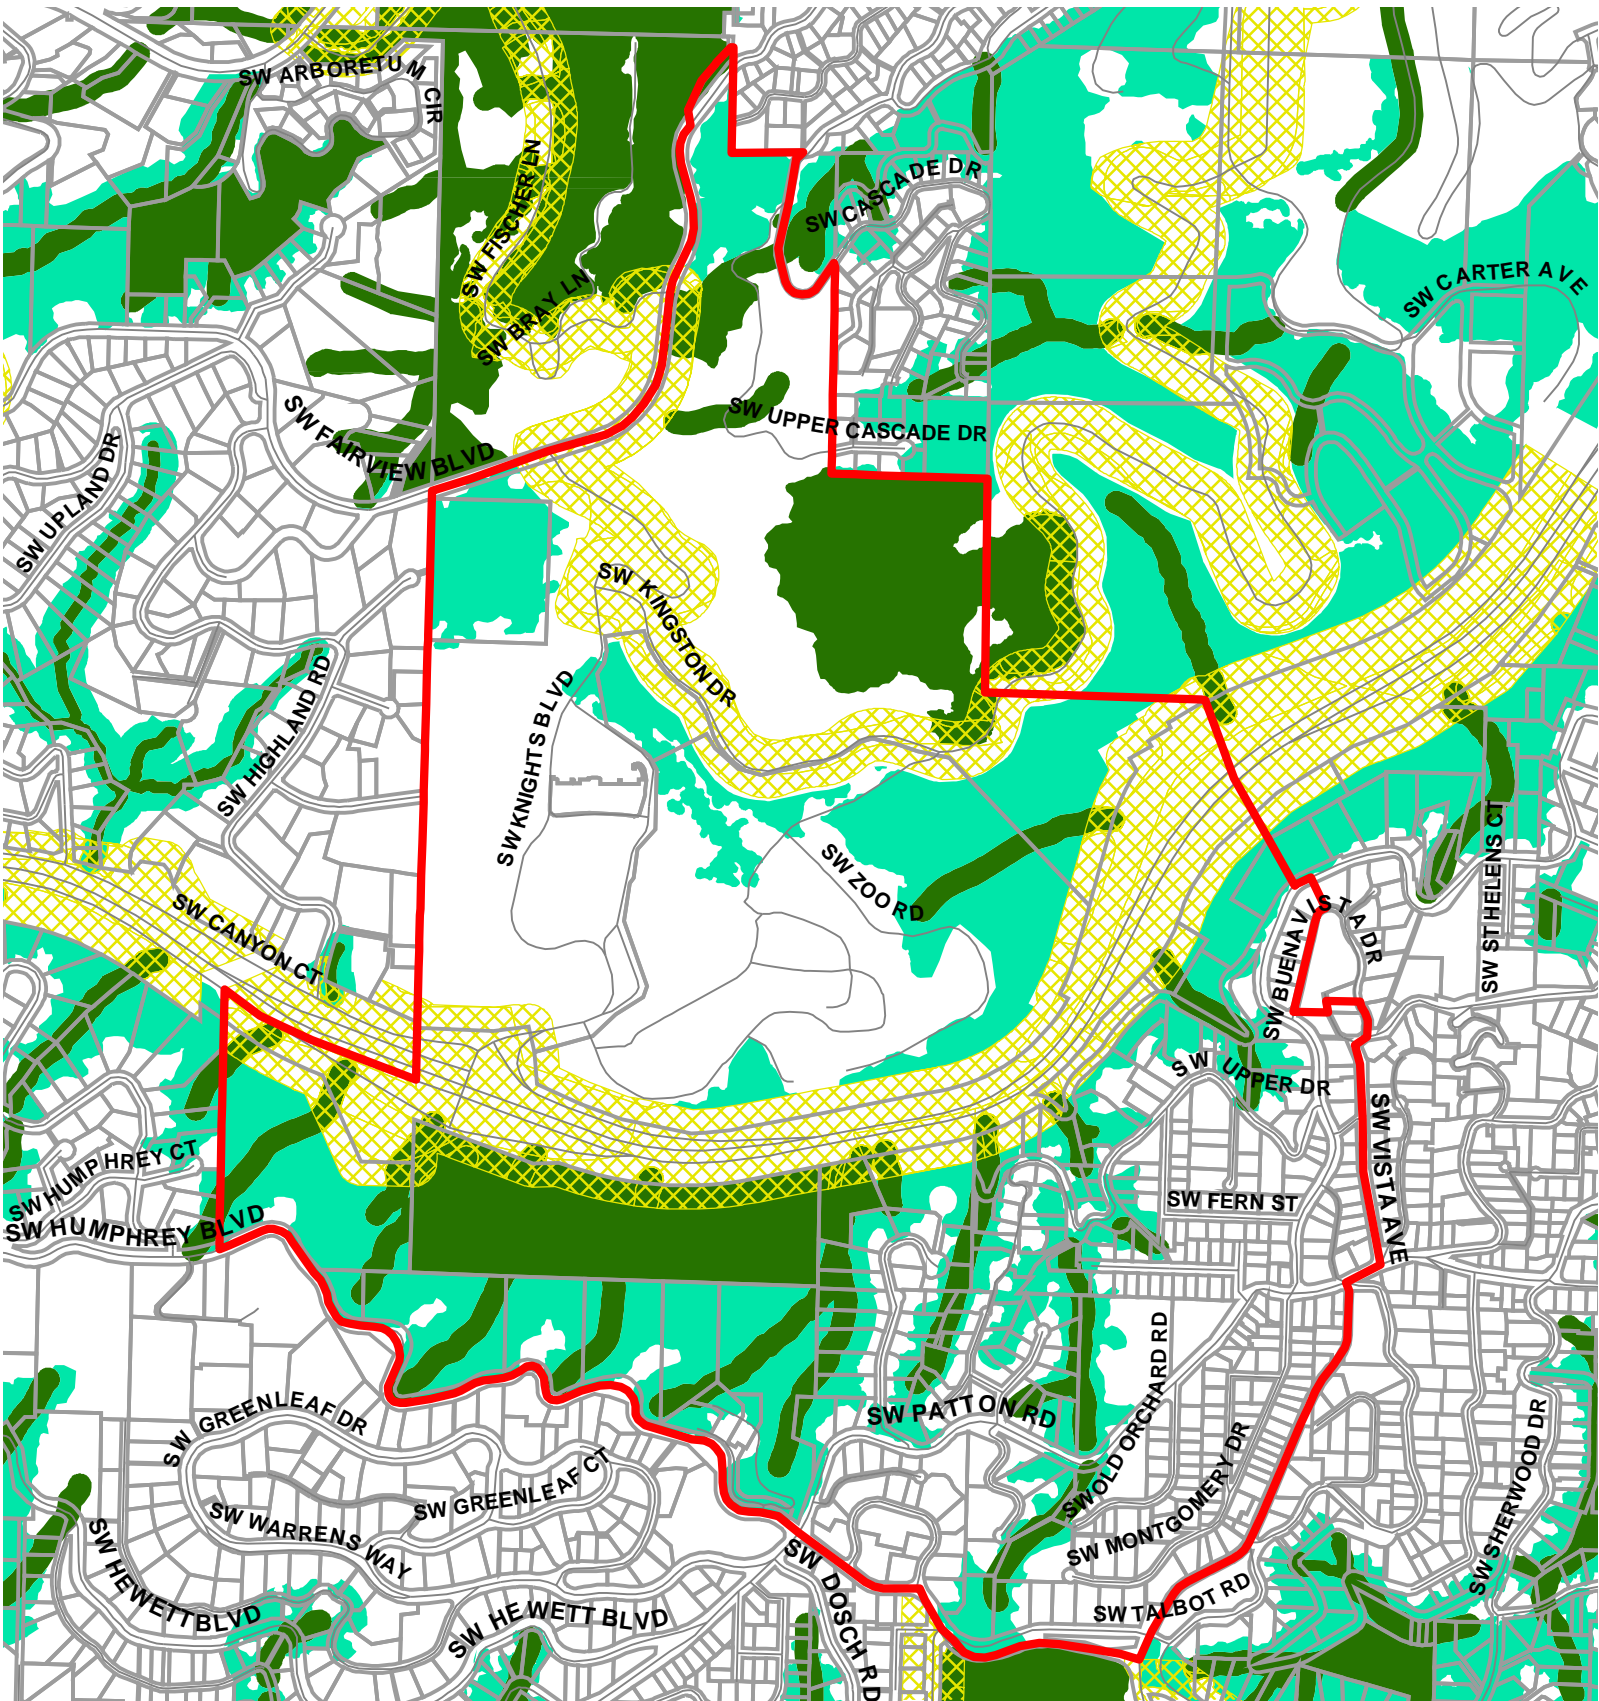 SW ARBORETUM CIR
SW FISCHER LN
SW CASCADE DR
SW BRAY LN
SW CARTER AVE
SW FAIRVIEW BLVD
SW UPPER CASCADE DR
SW UPLAND DR
SW KINGSTON DR
SW HIGHLAND RD
SW KNIGHTS BLVD
SW ZOO RD
SW ST HELENS CT
SW CANYON CT
SW BUENA VISTA DR
SW UPPER DR
SW VISTA AVE
SW HUMPHREY CT
SW FERN ST
SW HUMPHREY BLVD
SW OLD ORCHARD RD
SW GREENLEAF DR
SW PATTON RD
SW MONTGOMERY DR
SW SHERWOOD DR
SW GREENLEAF CT
SW WARRENS WAY
SW HEWETT BLVD
SW HEWETT BLVD
SW DOSCH RD
SW TALBOT RD